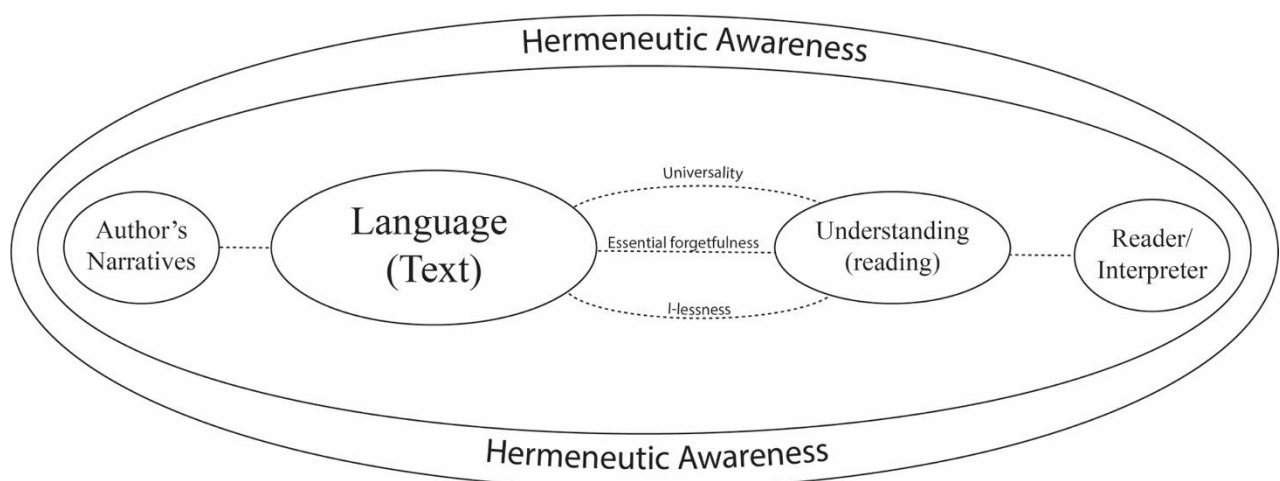 Hermeneutic Awareness
Universality
Author’s
Narratives
Language
(Text)
Essential forgetfulness
Understanding
(reading)
Reader/
Interpreter
I-lessness
Hermeneutic Awareness